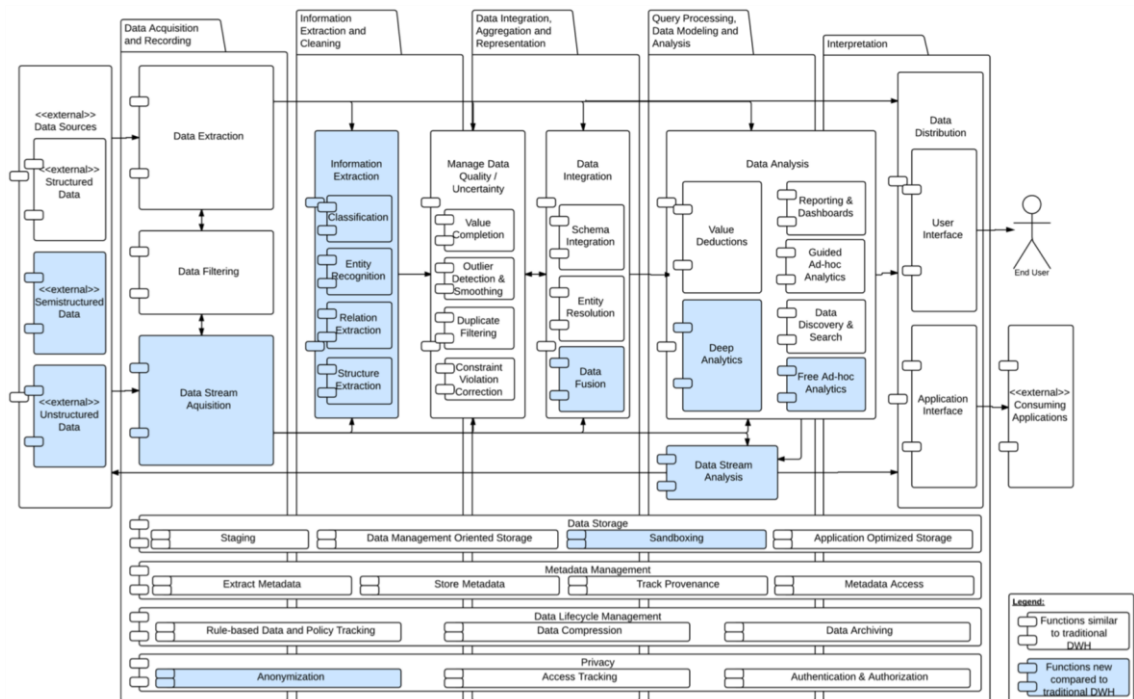 Data Acquisition
and Recording
Information
Extraction and
Cleaning
Data Integration,
Aggregation and
Representation
Query Processing,
Data Modeling and
Analysis
Interpretation
<<external>>
Data Sources
<<external>>
Structured
Data
<<external>>
Semistructured
Data
<<external>>
Unstructured
Data
Data Extraction
Data Filtering
Data Stream
Aquisition
Information
Extraction
Classification
Entity
Recognition
Relation
Extraction
Structure
Extraction
Manage Data
Quality /
Uncertainty
Value
Completion
Outlier
Detection &
Smoothing
Duplicate
Filtering
Constraint
Violation
Correction
Data
Integration
Schema
Integration
Entity
Resolution
Data
Fusion
Data Analysis
Value
Deductions
Deep
Analytics
Reporting &
Dashboards
Guided
Ad-hoc
Analytics
Data
Discovery &
Search
Free Ad-hoc
Analytics
Data Stream
Analysis
Data
Distribution
User
Interface
Application
Interface
End User
<<external>>
Consuming
Applications
Data Storage
Staging
Data Management Oriented Storage
Sandboxing
Application Optimized Storage
Metadata Management
Extract Metadata
Store Metadata
Track Provenance
Metadata Access
Data Lifecycle Management
Rule-based Data and Policy Tracking
Data Compression
Data Archiving
Privacy
Anonymization
Access Tracking
Authentication & Authorization
Legend:
Functions similar
to traditional
DWH
Functions new
compared to
traditional DWH